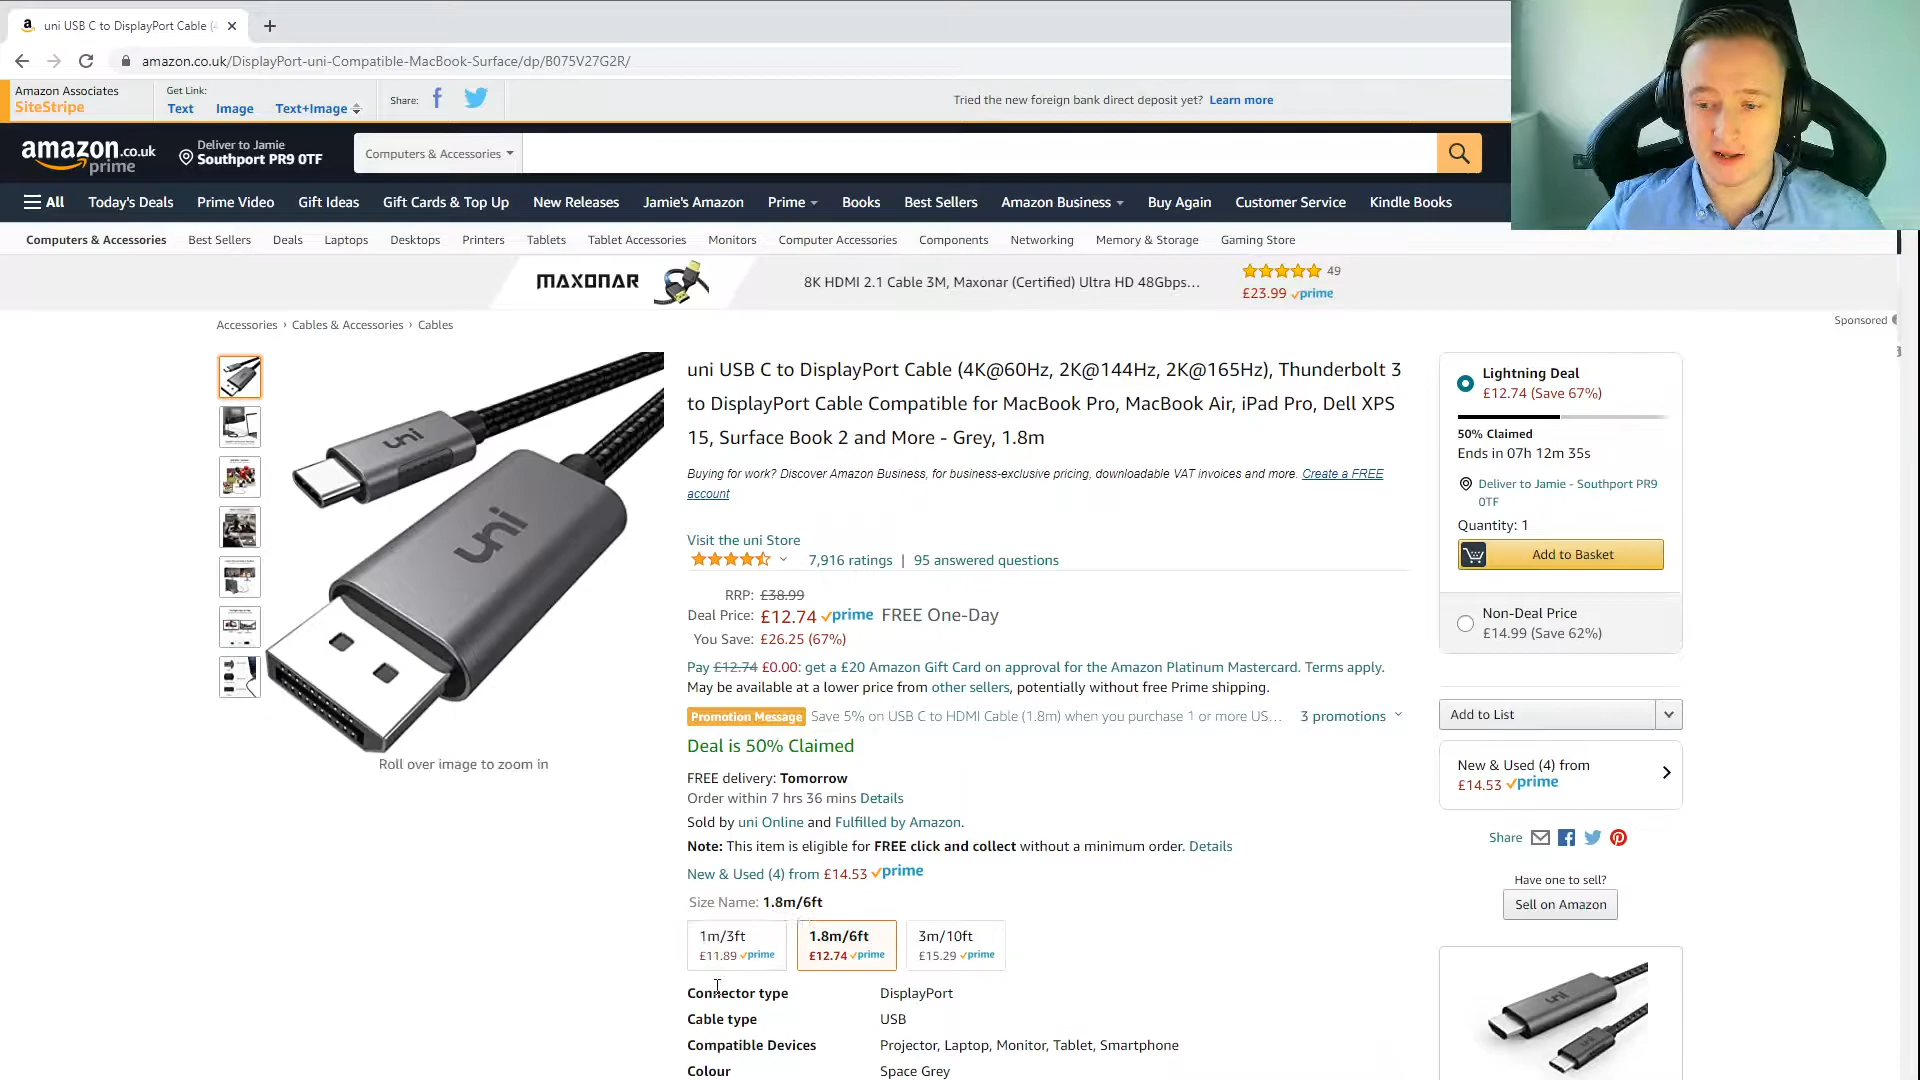 uni USB C to DisplayPort Cable (4
amazon.co.uk/DisplayPort-uni-Compatible-MacBook-Surface/dp/B075V27G2R/
Amazon Associates
SiteStripe
Get Link:
Text Image Text+Image
Share:
Tried the new foreign bank direct deposit yet? Learn more
amazon.co.uk
prime
Deliver to Jamie
Southport PR9 0TF
Computers & Accessories
All Today's Deals Prime Video Gift Ideas Gift Cards & Top Up New Releases Jamie's Amazon Prime Books Best Sellers Amazon Business Buy Again Customer Service Kindle Books
Computers & Accessories Best Sellers Deals Laptops Desktops Printers Tablets Tablet Accessories Monitors Computer Accessories Components Networking Memory & Storage Gaming Store
MAXONAR
8K HDMI 2.1 Cable 3M, Maxonar (Certified) Ultra HD 48Gbps…
49
£23.99 prime
Sponsored
Accessories › Cables & Accessories › Cables
uni
uni
Roll over image to zoom in
uni USB C to DisplayPort Cable (4K@60Hz, 2K@144Hz, 2K@165Hz), Thunderbolt 3
to DisplayPort Cable Compatible for MacBook Pro, MacBook Air, iPad Pro, Dell XPS
15, Surface Book 2 and More - Grey, 1.8m
Buying for work? Discover Amazon Business, for business-exclusive pricing, downloadable VAT invoices and more. Create a FREE
account
Visit the uni Store
7,916 ratings | 95 answered questions
RRP: £38.99
Deal Price: £12.74 prime FREE One-Day
You Save: £26.25 (67%)
Pay £12.74 £0.00: get a £20 Amazon Gift Card on approval for the Amazon Platinum Mastercard. Terms apply.
May be available at a lower price from other sellers, potentially without free Prime shipping.
Promotion Message Save 5% on USB C to HDMI Cable (1.8m) when you purchase 1 or more US… 3 promotions
Deal is 50% Claimed
FREE delivery: Tomorrow
Order within 7 hrs 36 mins Details
Sold by uni Online and Fulfilled by Amazon.
Note: This item is eligible for FREE click and collect without a minimum order. Details
New & Used (4) from £14.53 prime
Size Name: 1.8m/6ft
1m/3ft
£11.89 prime
1.8m/6ft
£12.74 prime
3m/10ft
£15.29 prime
Connector type DisplayPort
Cable type USB
Compatible Devices Projector, Laptop, Monitor, Tablet, Smartphone
Colour Space Grey
Lightning Deal
£12.74 (Save 67%)
50% Claimed
Ends in 07h 12m 35s
Deliver to Jamie - Southport PR9
0TF
Quantity: 1
Add to Basket
Non-Deal Price
£14.99 (Save 62%)
Add to List
New & Used (4) from
£14.53 prime
Share
Have one to sell?
Sell on Amazon
uni
uni